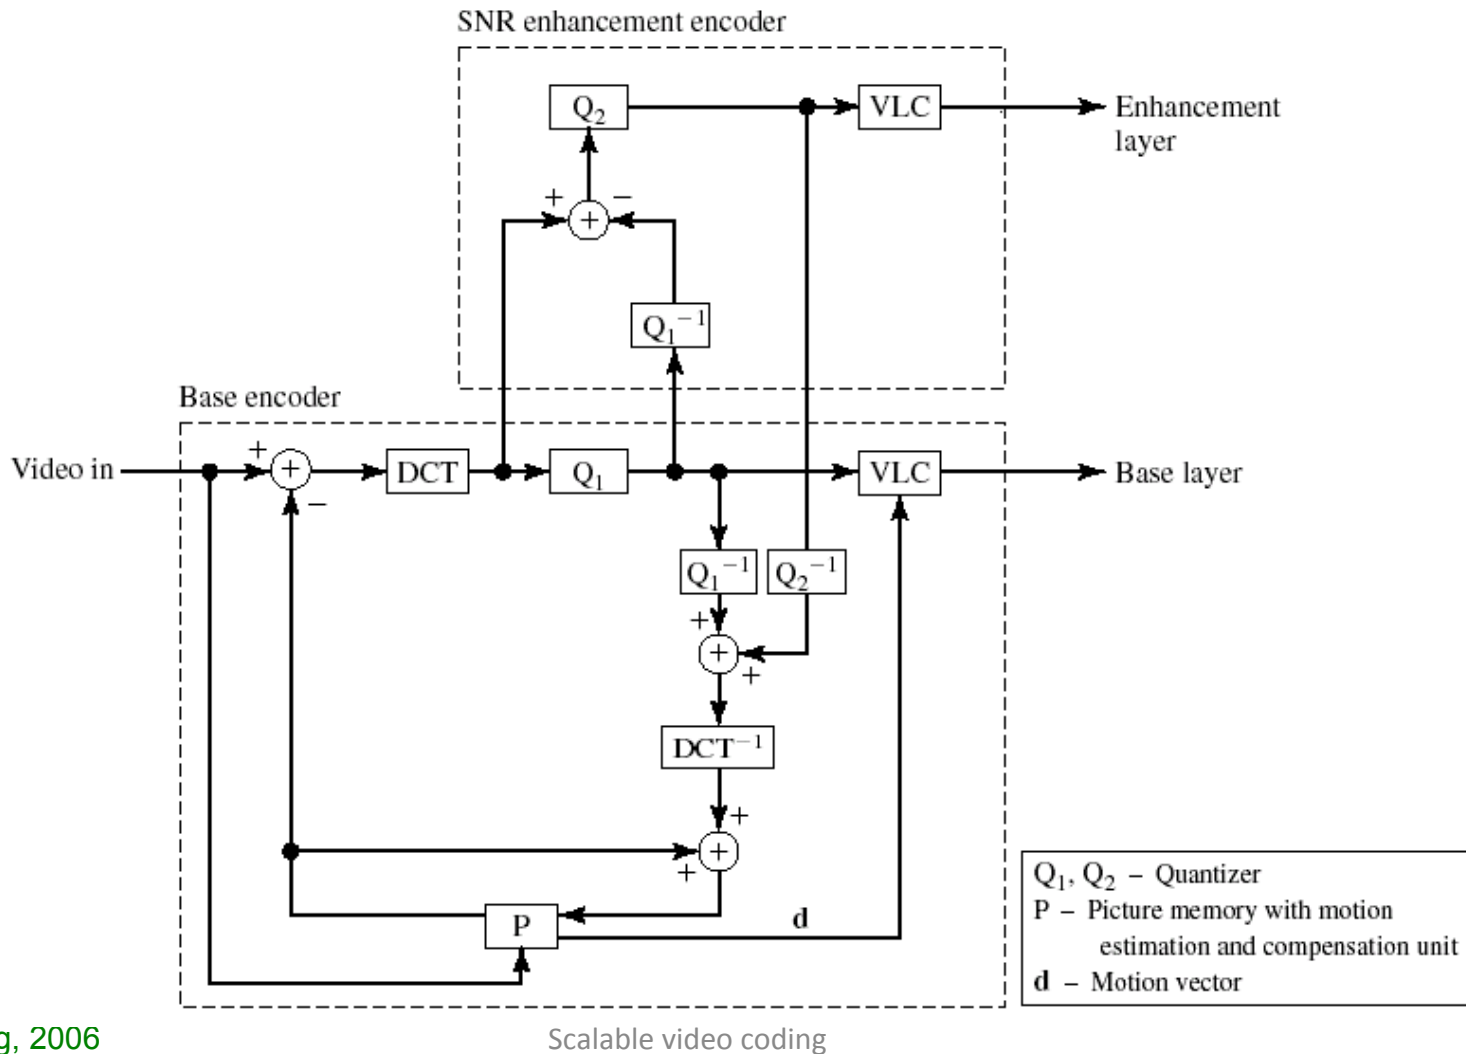 SNR enhancement encoder
Q₂
VLC
Enhancement
layer
+ −
+
Q₁⁻¹
Base encoder
Video in
+
+
−
DCT
Q₁
VLC
Base layer
Q₁⁻¹
Q₂⁻¹
+
+
+
DCT⁻¹
+
+
+
P
d
Q₁, Q₂ – Quantizer
P – Picture memory with motion
estimation and compensation unit
d – Motion vector
g, 2006
Scalable video coding